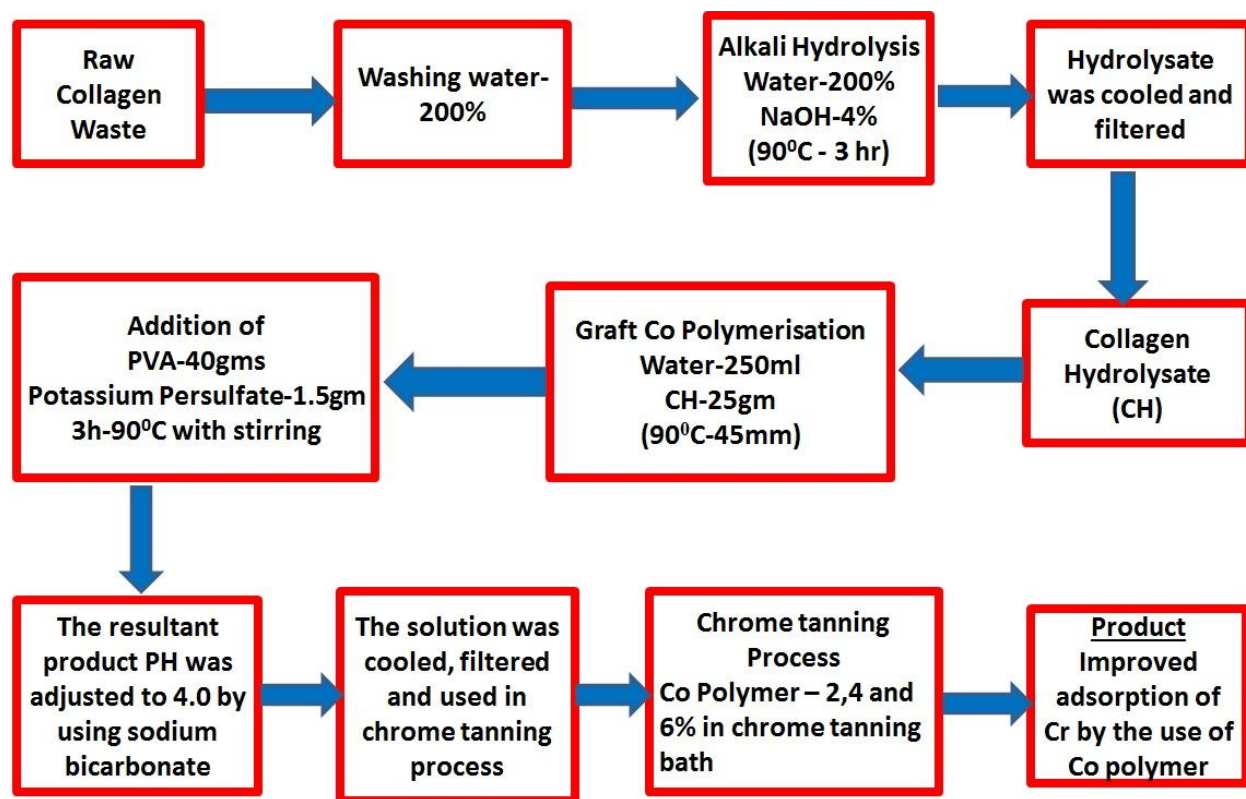 Raw
Collagen
Waste
Washing water-
200%
Alkali Hydrolysis
Water-200%
NaOH-4%
(90⁰C - 3 hr)
Hydrolysate
was cooled and
filtered
Collagen
Hydrolysate
(CH)
Graft Co Polymerisation
Water-250ml
CH-25gm
(90⁰C-45mm)
Addition of
PVA-40gms
Potassium Persulfate-1.5gm
3h-90⁰C with stirring
The resultant
product PH was
adjusted to 4.0 by
using sodium
bicarbonate
The solution was
cooled, filtered
and used in
chrome tanning
process
Chrome tanning
Process
Co Polymer – 2,4 and
6% in chrome tanning
bath
Product
Improved
adsorption of
Cr by the use of
Co polymer